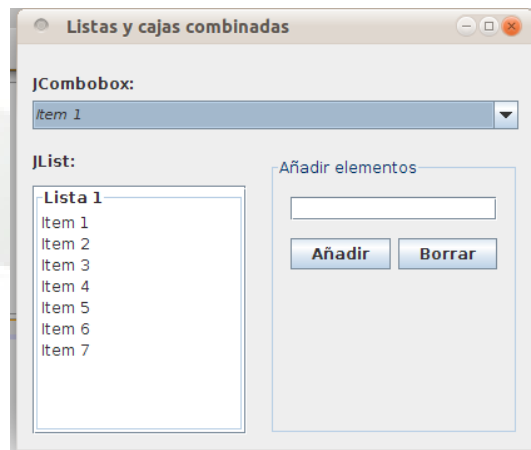 Listas y cajas combinadas
JCombobox:
Item 1
JList:
Lista 1
Item 1
Item 2
Item 3
Item 4
Item 5
Item 6
Item 7
Añadir elementos
Añadir
Borrar